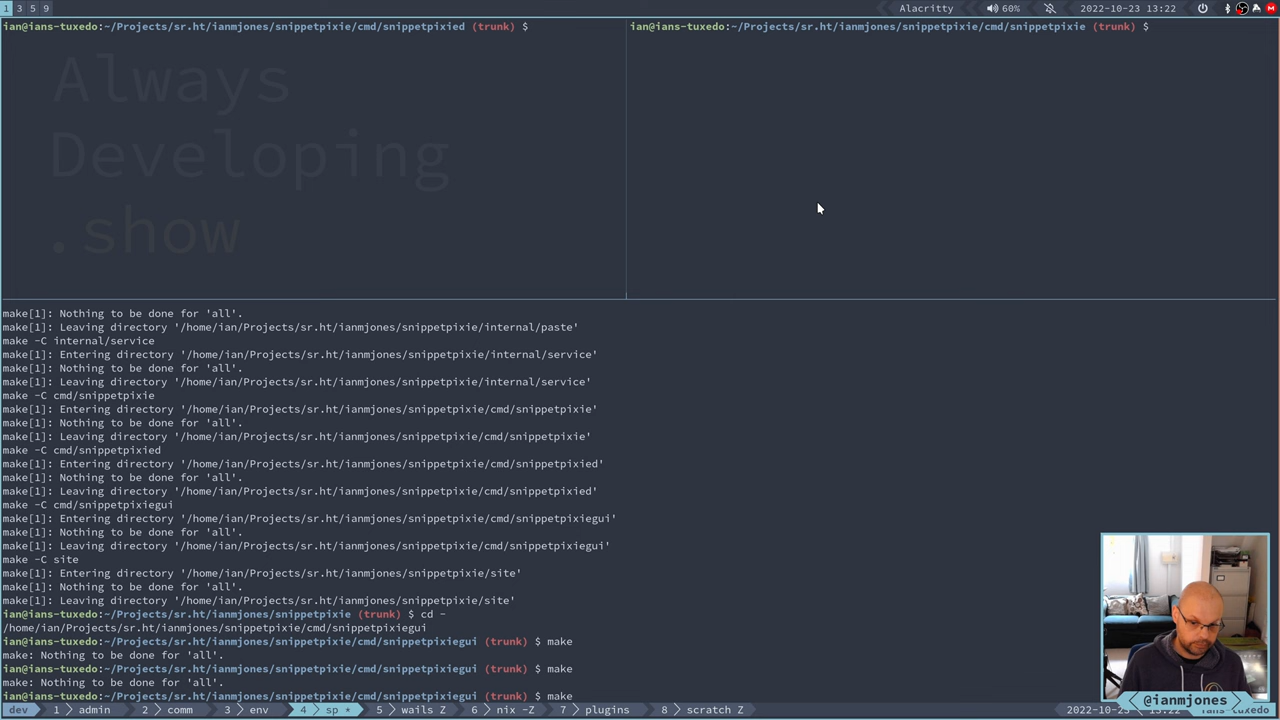 1 3 5 9
Alacritty
60%
2022-10-23 13:22
ian@ians-tuxedo:~/Projects/sr.ht/ianmjones/snippetpixie/cmd/snippetpixied (trunk) $
ian@ians-tuxedo:~/Projects/sr.ht/ianmjones/snippetpixie/cmd/snippetpixie (trunk) $
Always
Developing
.show
make[1]: Nothing to be done for 'all'.
make[1]: Leaving directory '/home/ian/Projects/sr.ht/ianmjones/snippetpixie/internal/paste'
make -C internal/service
make[1]: Entering directory '/home/ian/Projects/sr.ht/ianmjones/snippetpixie/internal/service'
make[1]: Nothing to be done for 'all'.
make[1]: Leaving directory '/home/ian/Projects/sr.ht/ianmjones/snippetpixie/internal/service'
make -C cmd/snippetpixie
make[1]: Entering directory '/home/ian/Projects/sr.ht/ianmjones/snippetpixie/cmd/snippetpixie'
make[1]: Nothing to be done for 'all'.
make[1]: Leaving directory '/home/ian/Projects/sr.ht/ianmjones/snippetpixie/cmd/snippetpixie'
make -C cmd/snippetpixied
make[1]: Entering directory '/home/ian/Projects/sr.ht/ianmjones/snippetpixie/cmd/snippetpixied'
make[1]: Nothing to be done for 'all'.
make[1]: Leaving directory '/home/ian/Projects/sr.ht/ianmjones/snippetpixie/cmd/snippetpixied'
make -C cmd/snippetpixiegui
make[1]: Entering directory '/home/ian/Projects/sr.ht/ianmjones/snippetpixie/cmd/snippetpixiegui'
make[1]: Nothing to be done for 'all'.
make[1]: Leaving directory '/home/ian/Projects/sr.ht/ianmjones/snippetpixie/cmd/snippetpixiegui'
make -C site
make[1]: Entering directory '/home/ian/Projects/sr.ht/ianmjones/snippetpixie/site'
make[1]: Nothing to be done for 'all'.
make[1]: Leaving directory '/home/ian/Projects/sr.ht/ianmjones/snippetpixie/site'
ian@ians-tuxedo:~/Projects/sr.ht/ianmjones/snippetpixie (trunk) $ cd -
/home/ian/Projects/sr.ht/ianmjones/snippetpixie/cmd/snippetpixiegui
ian@ians-tuxedo:~/Projects/sr.ht/ianmjones/snippetpixie/cmd/snippetpixiegui (trunk) $ make
make: Nothing to be done for 'all'.
ian@ians-tuxedo:~/Projects/sr.ht/ianmjones/snippetpixie/cmd/snippetpixiegui (trunk) $ make
make: Nothing to be done for 'all'.
ian@ians-tuxedo:~/Projects/sr.ht/ianmjones/snippetpixie/cmd/snippetpixiegui (trunk) $ make
@ianmjones
dev 1 admin 2 comm 3 env 4 sp * 5 wails Z 6 nix -Z 7 plugins 8 scratch Z 2022-10-23